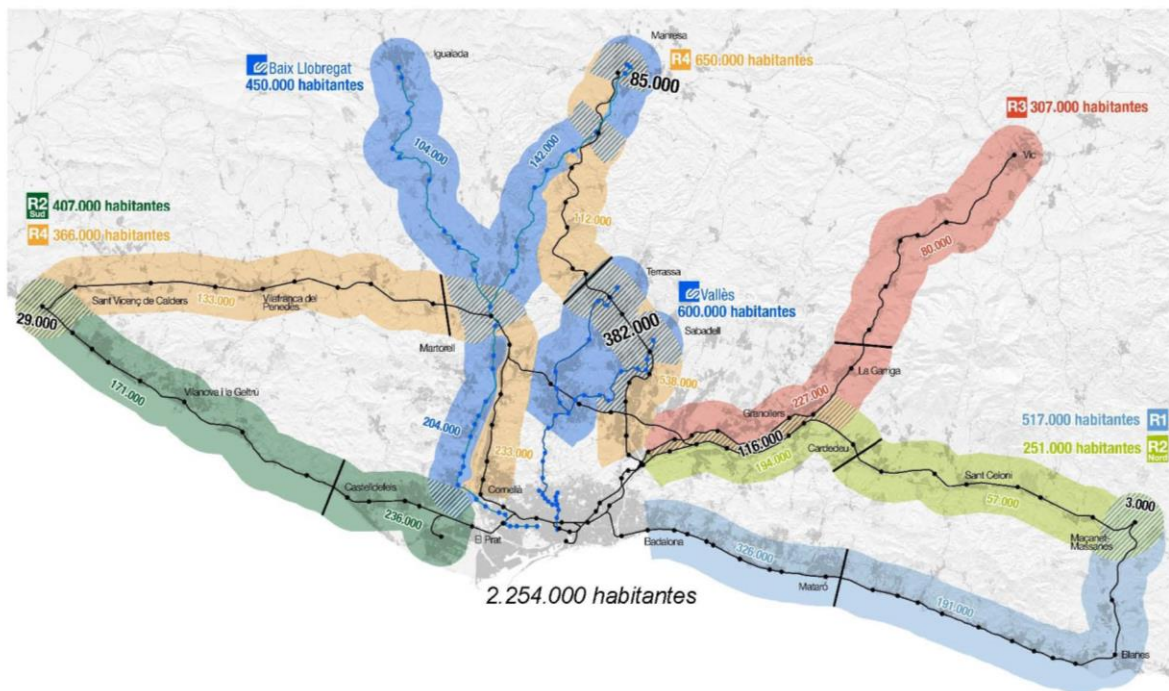 Igualada
Manresa
Baix Llobregat
450.000 habitantes
R4 650.000 habitantes
85.000
R3 307.000 habitantes
104.000
142.000
Vic
R2 Sud 407.000 habitantes
R4 366.000 habitantes
112.000
80.000
Terrassa
Vallès
600.000 habitantes
Sant Vicenç de Calders
133.000
Vilafranca del
Penedès
29.000
382.000
Sabadell
Martorell
La Garriga
538.000
227.000
Vilanova i la Geltrú
171.000
Granollers
517.000 habitantes R1
204.000
116.000
251.000 habitantes R2 Nord
233.000
194.000
Cardedeu
Sant Celoni
Castelldefels
Cornellà
57.000
3.000
236.000
El Prat
Badalona
Maçanet-
Massanes
326.000
2.254.000 habitantes
Mataró
191.000
Blanes